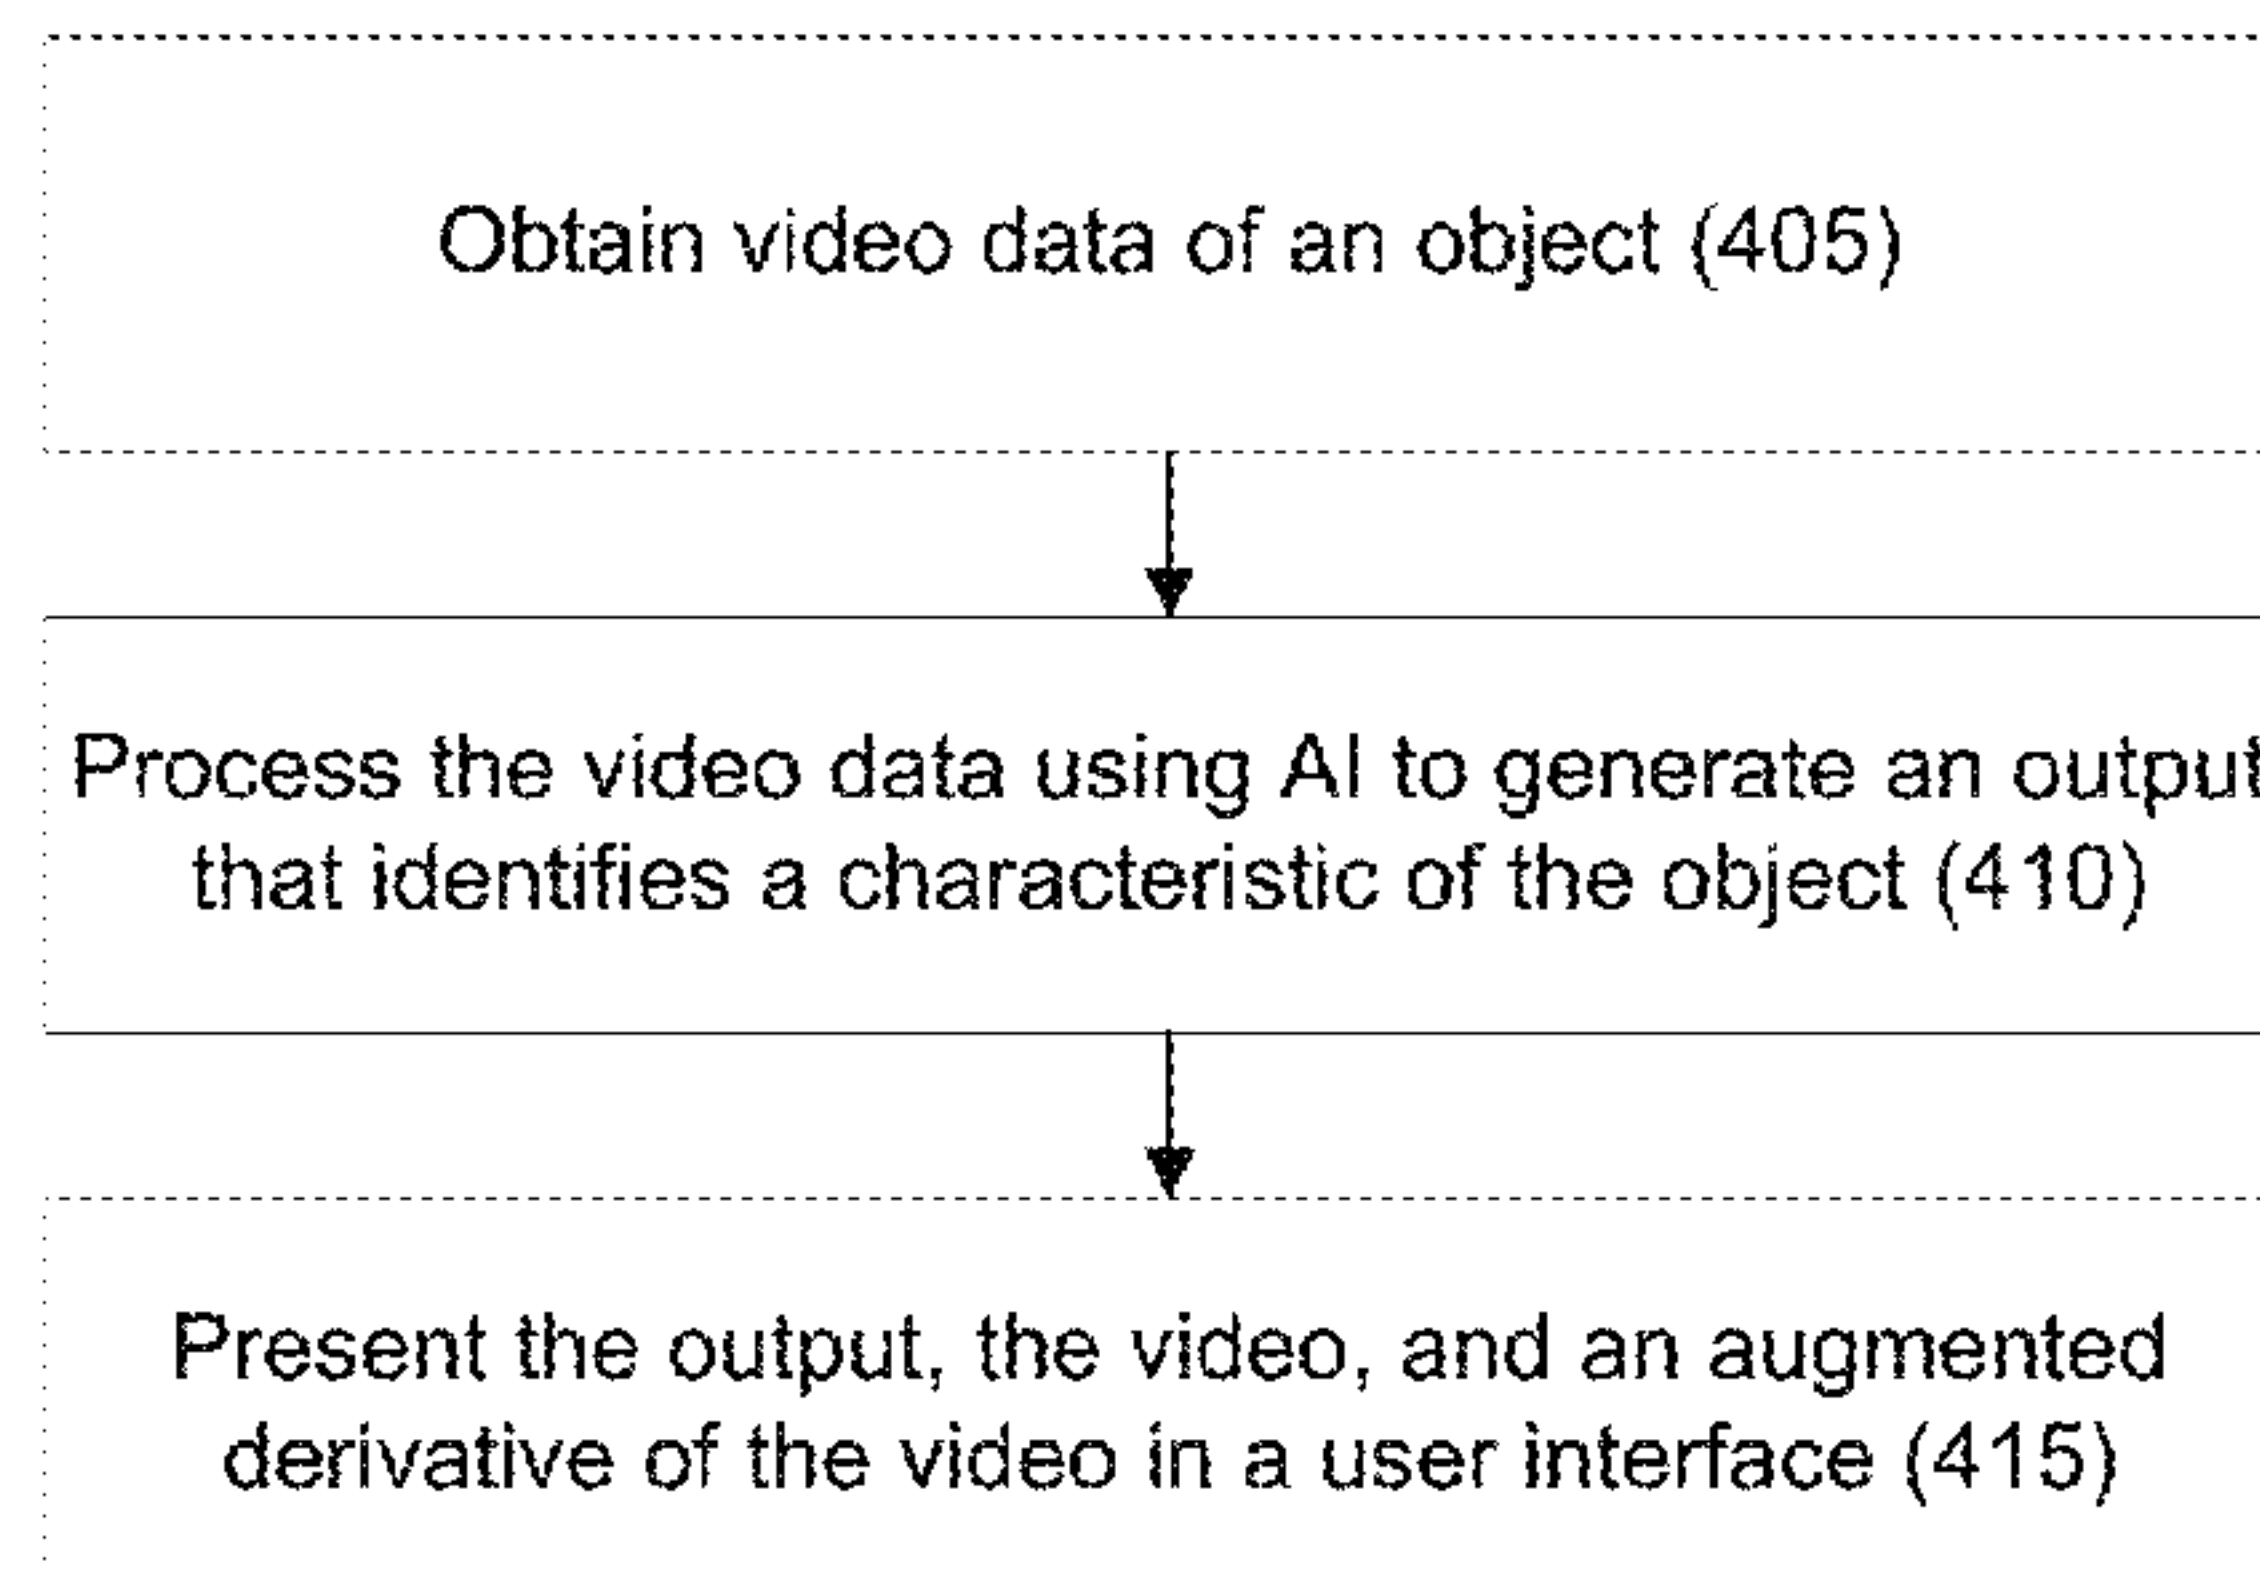 Obtain video data of an object (405)
Process the video data using AI to generate an output
that identifies a characteristic of the object (410)
Present the output, the video, and an augmented
derivative of the video in a user interface (415)